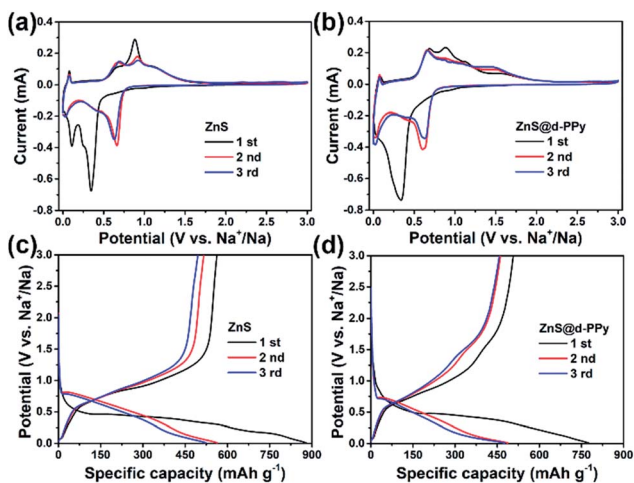 (a)
0.4
0.2
0.0
-0.2
-0.4
-0.6
-0.8
Current (mA)
ZnS
1 st
2 nd
3 rd
0.0 0.5 1.0 1.5 2.0 2.5 3.0
Potential (V vs. Na⁺/Na)
(b)
0.4
0.2
0.0
-0.2
-0.4
-0.6
-0.8
Current (mA)
ZnS@d-PPy
1 st
2 nd
3 rd
0.0 0.5 1.0 1.5 2.0 2.5 3.0
Potential (V vs. Na⁺/Na)
(c)
3.0
2.5
2.0
1.5
1.0
0.5
0.0
Potential (V vs. Na⁺/Na)
ZnS
1 st
2 nd
3 rd
0 150 300 450 600 750 900
Specific capacity (mAh g⁻¹)
(d)
3.0
2.5
2.0
1.5
1.0
0.5
0.0
Potential (V vs. Na⁺/Na)
ZnS@d-PPy
1 st
2 nd
3 rd
0 150 300 450 600 750 900
Specific capacity (mAh g⁻¹)